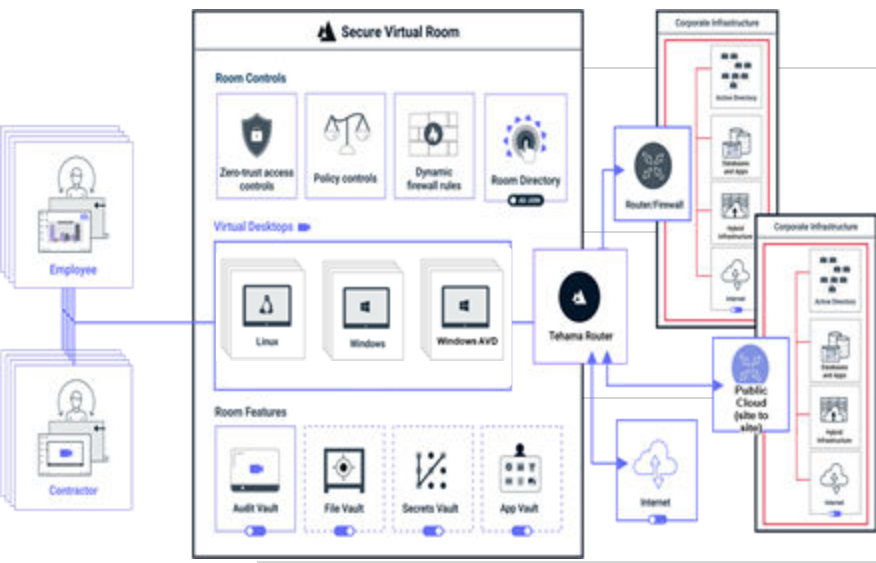 Secure Virtual Room
Room Controls
Zero-trust access
controls
Policy controls
Dynamic
firewall rules
Room Directory
AD JOIN
Virtual Desktops
Linux
Windows
Windows AVD
Room Features
Audit Vault
File Vault
Secrets Vault
App Vault
Employee
Contractor
Tehama Router
Router/Firewall
Public
Cloud
(site to
site)
Internet
Corporate Infrastructure
Active Directory
Databases
and Apps
Hybrid
Infrastructure
Internet
Corporate Infrastructure
Active Directory
Databases
and Apps
Hybrid
Infrastructure
Internet